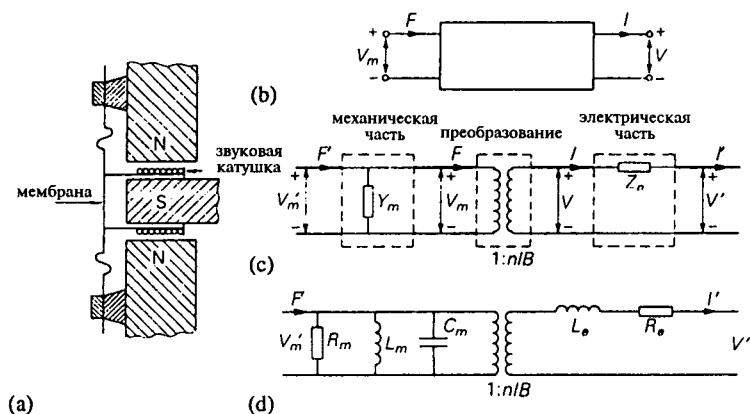 N
звуковая
катушка
мембрана
S
N
(a)
F
I
+
+
V_m
V
-
-
(b)
механическая
часть
преобразование
электрическая
часть
F'
F
I
Z_n
I'
+
+
+
+
V_m'
Y_m
V_m
V
V'
-
-
-
-
(c)
1:nlB
F'
V_m'
R_m
L_m
C_m
L_e
R_e
I'
V'
(d)
1:nlB